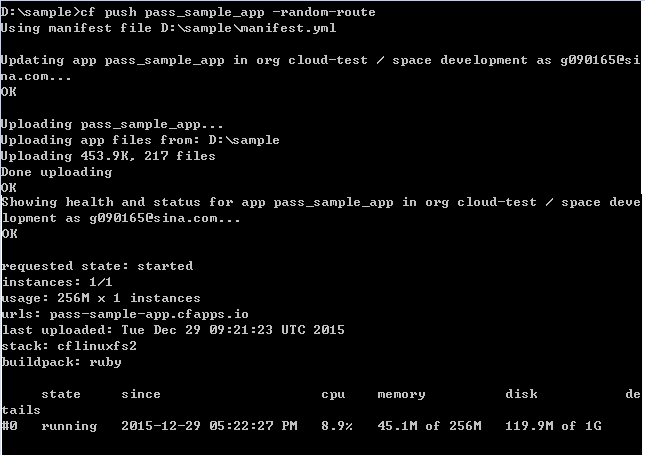 D:\sample>cf push pass_sample_app -random-route
Using manifest file D:\sample\manifest.yml
Updating app pass_sample_app in org cloud-test / space development as g090165@si
na.com...
OK
Uploading pass_sample_app...
Uploading app files from: D:\sample
Uploading 453.9K, 217 files
Done uploading
OK
Showing health and status for app pass_sample_app in org cloud-test / space deve
lopment as g090165@sina.com...
OK
requested state: started
instances: 1/1
usage: 256M x 1 instances
urls: pass-sample-app.cfapps.io
last uploaded: Tue Dec 29 09:21:23 UTC 2015
stack: cflinuxfs2
buildpack: ruby
state since cpu memory disk de
tails
#0 running 2015-12-29 05:22:27 PM 8.9% 45.1M of 256M 119.9M of 1G